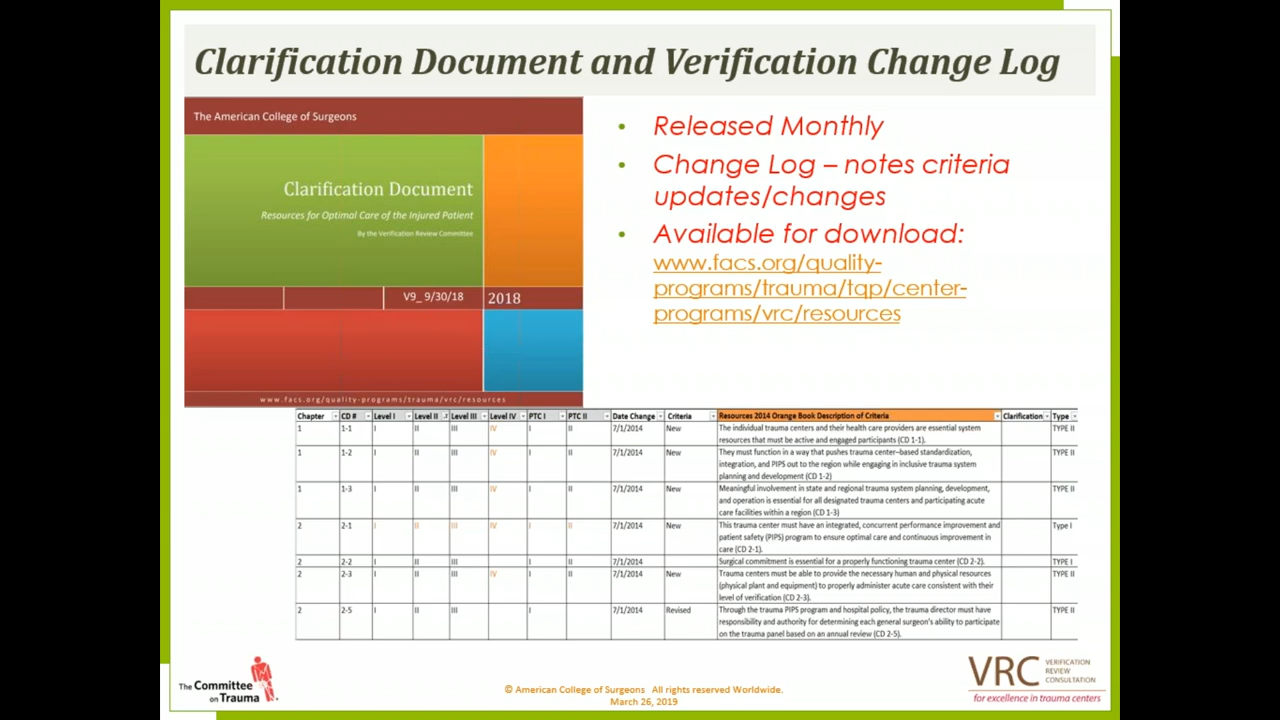 Clarification Document and Verification Change Log
The American College of Surgeons
Clarification Document
Resources for Optimal Care of the Injured Patient
By the Verification Review Committee
V9_ 9/30/18
2018
www.facs.org/quality-programs/trauma/vrc/resources
• Released Monthly
• Change Log – notes criteria
updates/changes
• Available for download:
www.facs.org/quality-
programs/trauma/tqp/center-
programs/vrc/resources
Chapter CD # Level I Level II Level III Level IV PTC I PTC II Date Change Criteria Resources 2014 Orange Book Description of Criteria Clarification Type
1 1-1 I II III IV I II 7/1/2014 New The individual trauma centers and their health care providers are essential system TYPE II
resources that must be active and engaged participants (CD 1-1).
1 1-2 I II III IV I II 7/1/2014 New They must function in a way that pushes trauma center–based standardization, TYPE II
integration, and PIPS out to the region while engaging in inclusive trauma system
planning and development (CD 1-2)
1 1-3 I II III IV I II 7/1/2014 New Meaningful involvement in state and regional trauma system planning, development, TYPE II
and operation is essential for all designated trauma centers and participating acute
care facilities within a region (CD 1-3)
2 2-1 I II III IV I II 7/1/2014 New This trauma center must have an integrated, concurrent performance improvement and Type I
patient safety (PIPS) program to ensure optimal care and continuous improvement in
care (CD 2-1).
2 2-2 I II III I II 7/1/2014 Surgical commitment is essential for a properly functioning trauma center (CD 2-2). TYPE I
2 2-3 I II III IV I II 7/1/2014 New Trauma centers must be able to provide the necessary human and physical resources TYPE II
(physical plant and equipment) to properly administer acute care consistent with their
level of verification (CD 2-3).
2 2-5 I II III I II 7/1/2014 Revised Through the trauma PIPS program and hospital policy, the trauma director must have TYPE II
responsibility and authority for determining each general surgeon's ability to participate
on the trauma panel based on an annual review (CD 2-5).
The Committee
on Trauma
© American College of Surgeons All rights reserved Worldwide.
March 26, 2019
VRC VERIFICATION
REVIEW
CONSULTATION
for excellence in trauma centers